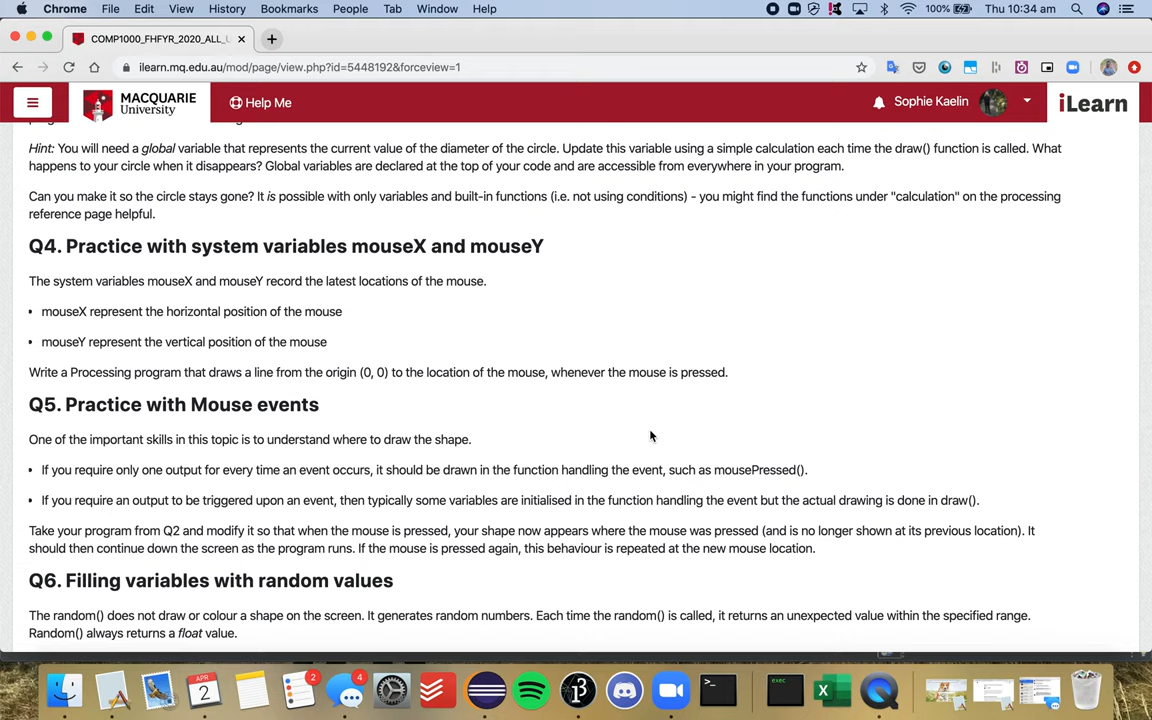 Chrome File Edit View History Bookmarks People Tab Window Help 100% Thu 10:34 am
COMP1000_FHFYR_2020_ALL_U
ilearn.mq.edu.au/mod/page/view.php?id=5448192&forceview=1
MACQUARIE University Help Me Sophie Kaelin iLearn
Hint: You will need a global variable that represents the current value of the diameter of the circle. Update this variable using a simple calculation each time the draw() function is called. What
happens to your circle when it disappears? Global variables are declared at the top of your code and are accessible from everywhere in your program.
Can you make it so the circle stays gone? It is possible with only variables and built-in functions (i.e. not using conditions) - you might find the functions under "calculation" on the processing
reference page helpful.
Q4. Practice with system variables mouseX and mouseY
The system variables mouseX and mouseY record the latest locations of the mouse.
• mouseX represent the horizontal position of the mouse
• mouseY represent the vertical position of the mouse
Write a Processing program that draws a line from the origin (0, 0) to the location of the mouse, whenever the mouse is pressed.
Q5. Practice with Mouse events
One of the important skills in this topic is to understand where to draw the shape.
• If you require only one output for every time an event occurs, it should be drawn in the function handling the event, such as mousePressed().
• If you require an output to be triggered upon an event, then typically some variables are initialised in the function handling the event but the actual drawing is done in draw().
Take your program from Q2 and modify it so that when the mouse is pressed, your shape now appears where the mouse was pressed (and is no longer shown at its previous location). It
should then continue down the screen as the program runs. If the mouse is pressed again, this behaviour is repeated at the new mouse location.
Q6. Filling variables with random values
The random() does not draw or colour a shape on the screen. It generates random numbers. Each time the random() is called, it returns an unexpected value within the specified range.
Random() always returns a float value.
APR 2 2 4 exec